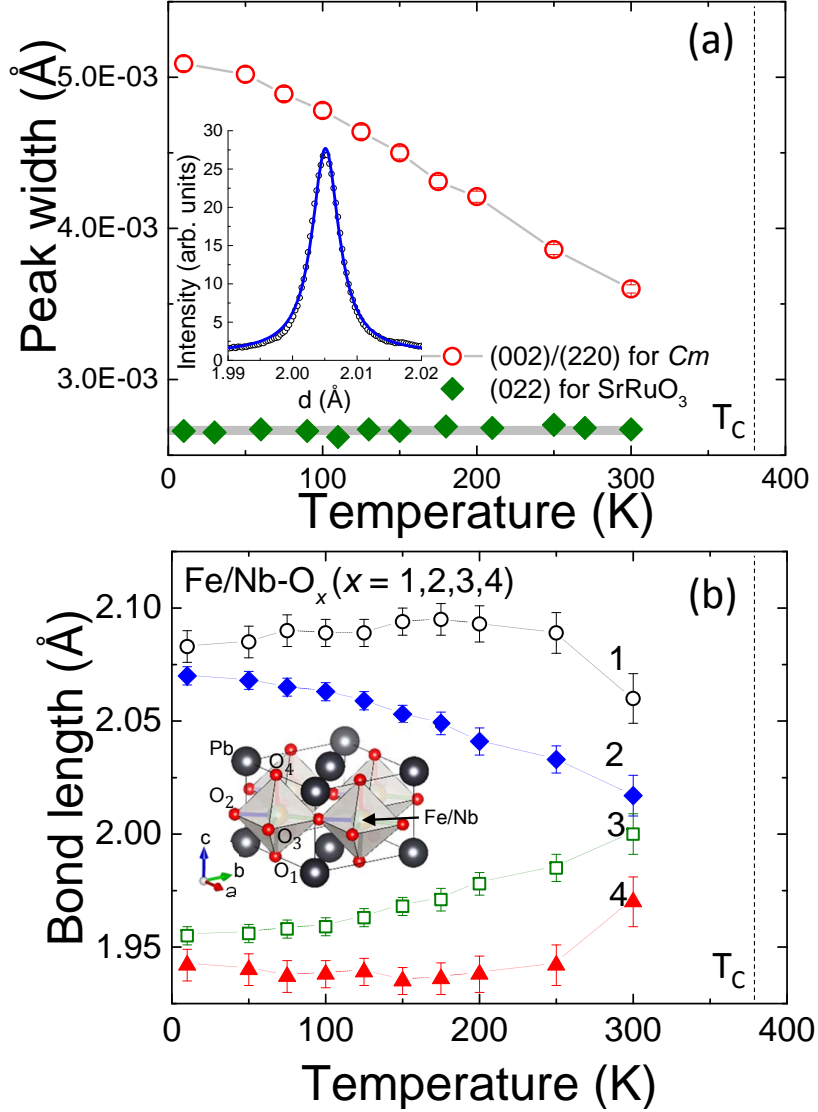 (a)
Peak width (Å)
5.0E-03
4.0E-03
3.0E-03
Intensity (arb. units)
30
25
20
15
10
5
0
1.99 2.00 2.01 2.02
d (Å)
(002)/(220) for Cm
(022) for SrRuO₃
T_C
0 100 200 300 400
Temperature (K)
(b)
Fe/Nb-Oₓ (x = 1,2,3,4)
Bond length (Å)
2.10
2.05
2.00
1.95
1
2
3
4
Pb
O₄
O₂
Fe/Nb
O₃
O₁
c
b
a
T_C
0 100 200 300 400
Temperature (K)